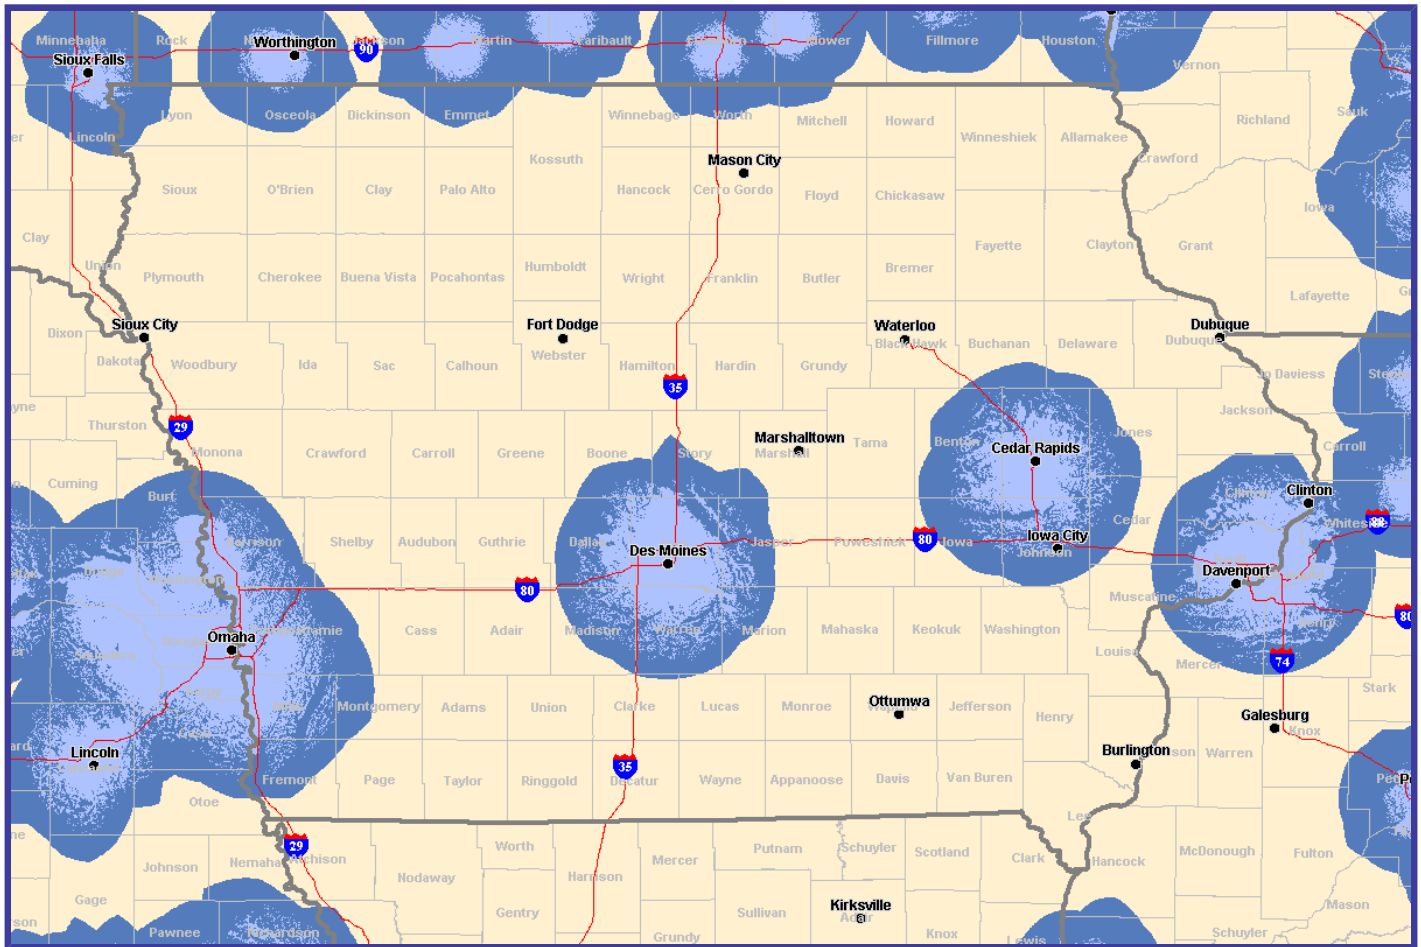 Minnehaha
Rock
Worthington
Jackson
90
Martin
Faribault
Freeborn
Mower
Fillmore
Houston
Vernon
Sioux Falls
Lincoln
Lyon
Osceola
Dickinson
Emmet
Winnebago
Worth
Mitchell
Howard
Winneshiek
Allamakee
Crawford
Richland
Sauk
Kossuth
Mason City
Sioux
O'Brien
Clay
Palo Alto
Hancock
Cerro Gordo
Floyd
Chickasaw
Iowa
Clay
Union
Plymouth
Cherokee
Buena Vista
Pocahontas
Humboldt
Wright
Franklin
Butler
Bremer
Fayette
Clayton
Grant
Lafayette
Dixon
Sioux City
Fort Dodge
Webster
Waterloo
Black Hawk
Buchanan
Delaware
Dubuque
Dubuque
Dakota
Woodbury
Ida
Sac
Calhoun
Hamilton
Hardin
Grundy
Jo Daviess
35
Thurston
29
Monona
Crawford
Carroll
Greene
Boone
Story
Marshalltown
Marshall
Tama
Benton
Cedar Rapids
Jones
Jackson
Carroll
Cuming
Burt
Harrison
Shelby
Audubon
Guthrie
Dallas
Des Moines
Jasper
Poweshiek
80
Iowa
Iowa City
Johnson
Cedar
Clinton
Clinton
88
Davenport
Washington
80
Omaha
Cass
Adair
Madison
Warren
Marion
Mahaska
Keokuk
Washington
Muscatine
Louisa
Henry
80
74
Mercer
Saunders
Montgomery
Adams
Union
Clarke
Lucas
Monroe
Ottumwa
Jefferson
Henry
Stark
Galesburg
Knox
Lincoln
Cass
Fremont
Page
Taylor
Ringgold
35
Decatur
Wayne
Appanoose
Davis
Van Buren
Burlington
Warren
Otoe
Lee
Johnson
Nemaha
29
Atchison
Nodaway
Worth
Harrison
Mercer
Putnam
Schuyler
Scotland
Clark
Hancock
McDonough
Fulton
Gage
Gentry
Sullivan
Kirksville
Adair
Mason
Pawnee
Richardson
Grundy
Knox
Lewis
Schuyler